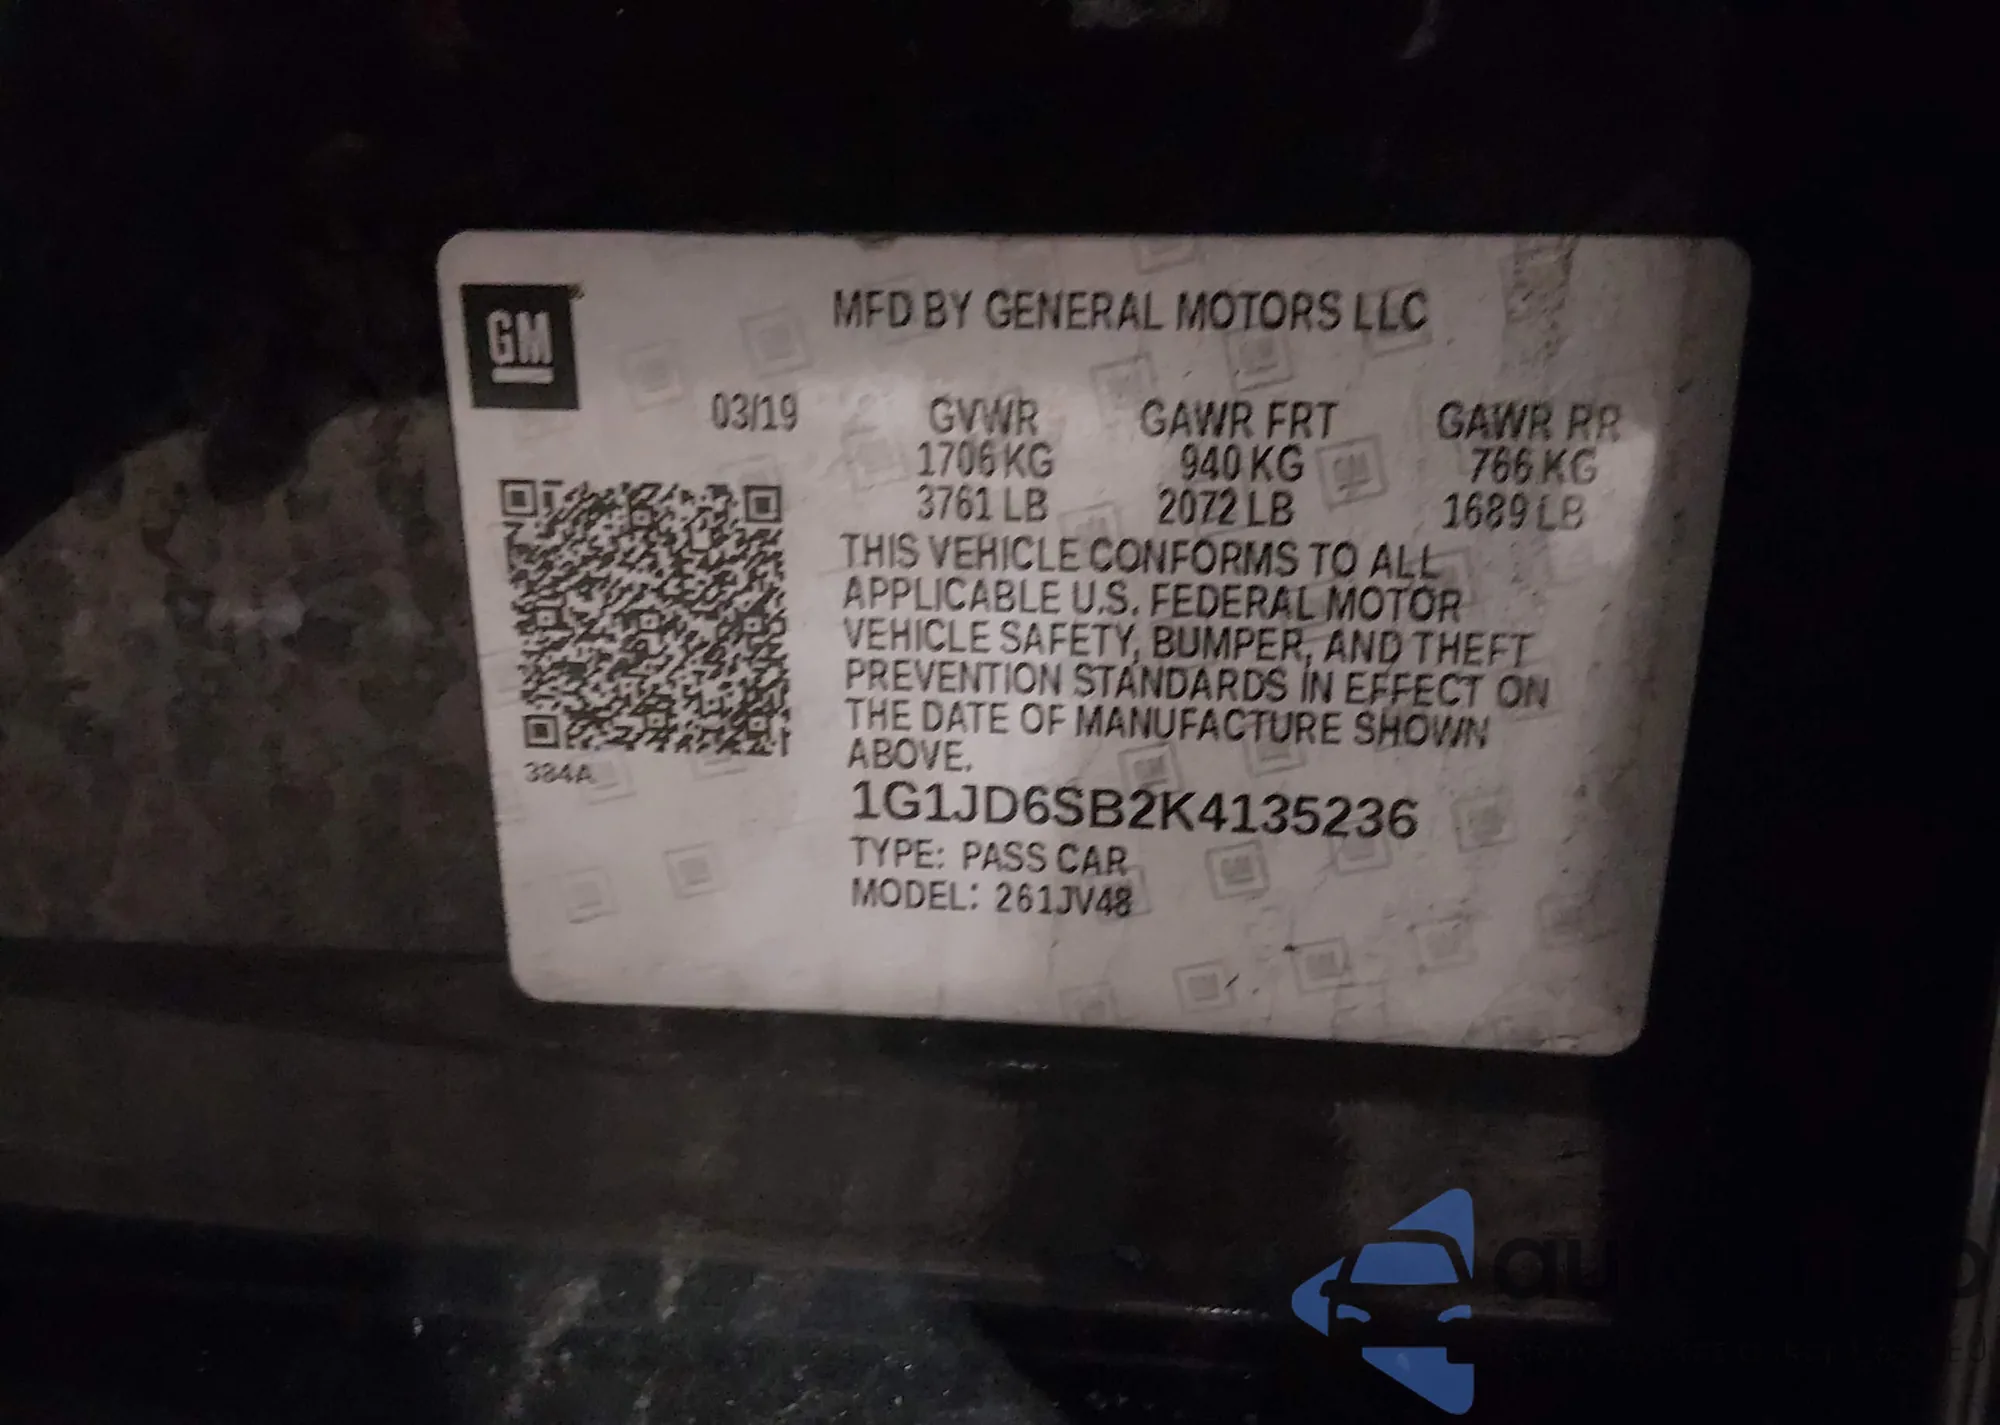 GM
MFD BY GENERAL MOTORS LLC
03/19 GVWR GAWR FRT GAWR RR
1706 KG 940 KG 766 KG
3761 LB 2072 LB 1689 LB
THIS VEHICLE CONFORMS TO ALL
APPLICABLE U.S. FEDERAL MOTOR
VEHICLE SAFETY, BUMPER, AND THEFT
PREVENTION STANDARDS IN EFFECT ON
THE DATE OF MANUFACTURE SHOWN
ABOVE.
384A
1G1JD6SB2K4135236
TYPE: PASS CAR
MODEL: 261JV48